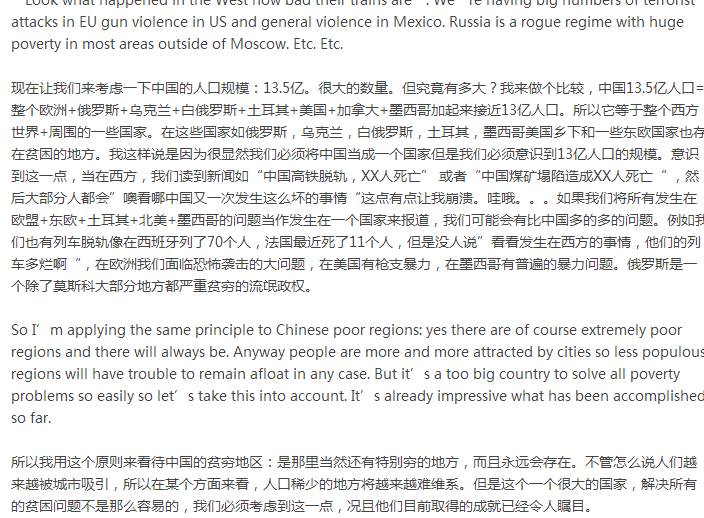 "Look what happened in the West how bad their trains are". We're having big numbers of terrorist
attacks in EU gun violence in US and general violence in Mexico. Russia is a rogue regime with huge
poverty in most areas outside of Moscow. Etc. Etc.
现在让我们来考虑一下中国的人口规模：13.5亿。很大的数量。但究竟有多大？我来做个比较，中国13.5亿人口=
整个欧洲+俄罗斯+乌克兰+白俄罗斯+土耳其+美国+加拿大+墨西哥加起来接近13亿人口。所以它等于整个西方
世界+周围的一些国家。在这些国家如俄罗斯，乌克兰，白俄罗斯，土耳其，墨西哥美国乡下和一些东欧国家也存
在贫困的地方。我这样说是因为很显然我们必须将中国当成一个国家但是我们必须意识到13亿人口的规模。意识
到这一点，当在西方，我们读到新闻如“中国高铁脱轨，XX人死亡” 或者“中国煤矿塌陷造成XX人死亡“ ，然
后大部分人都会”噢看哪中国又一次发生这么坏的事情“这点有点让我崩溃。哇哦。。。如果我们将所有发生在
欧盟+东欧+土耳其+北美+墨西哥的问题当作发生在一个国家来报道，我们可能会有比中国多的多的问题。例如我
们也有列车脱轨像在西班牙列了70个人，法国最近死了11个人，但是没人说”看看发生在西方的事情，他们的列
车多烂啊“，在欧洲我们面临恐怖袭击的大问题，在美国有枪支暴力，在墨西哥有普遍的暴力问题。俄罗斯是一
个除了莫斯科大部分地方都严重贫穷的流氓政权。
So I’m applying the same principle to Chinese poor regions: yes there are of course extremely poor
regions and there will always be. Anyway people are more and more attracted by cities so less populous
regions will have trouble to remain afloat in any case. But it’s a too big country to solve all poverty
problems so easily so let’s take this into account. It’s already impressive what has been accomplished
so far.
所以我用这个原则来看待中国的贫穷地区：是那里当然还有特别穷的地方，而且永远会存在。不管怎么说人们越
来越被城市吸引，所以在某个方面来看，人口稀少的地方将越来越难维系。但是这个一个很大的国家，解决所有
的贫困问题不是那么容易的，我们必须考虑到这一点，况且他们目前取得的成就已经令人瞩目。